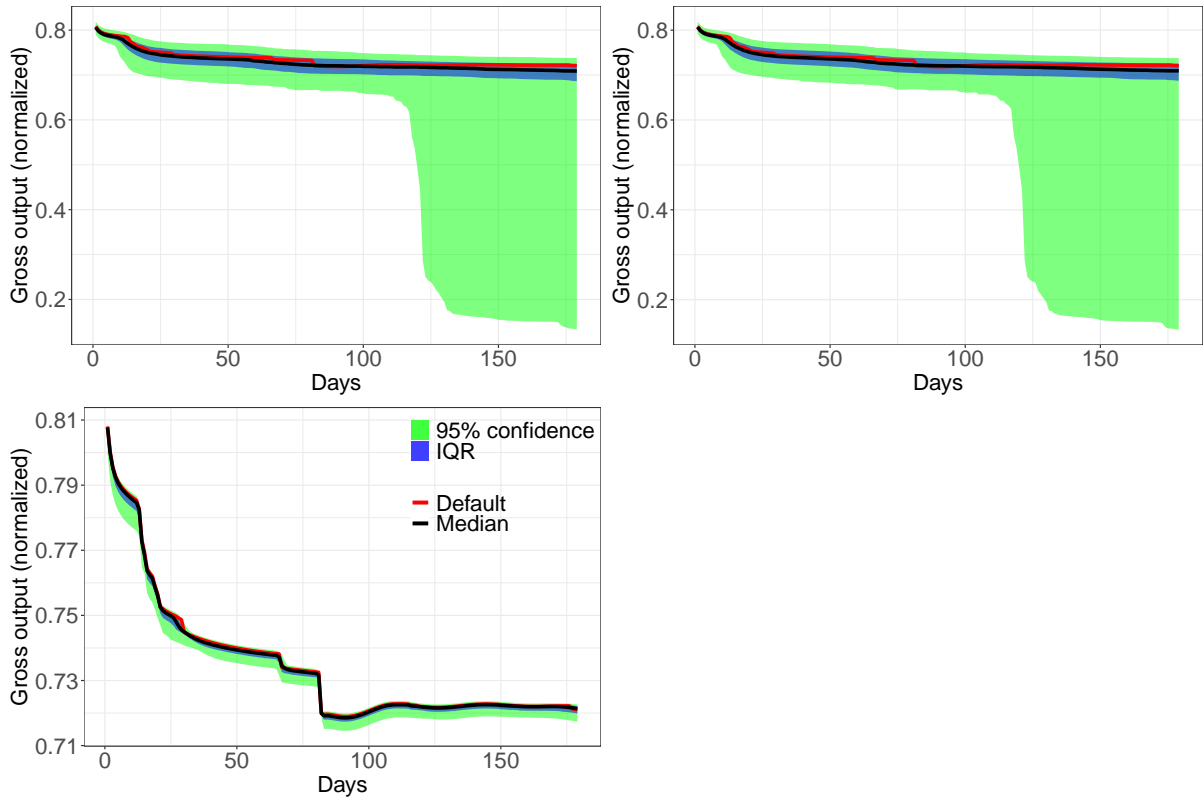 Gross output (normalized)
0.8
0.6
0.4
0.2
0 50 100 150
Days
Gross output (normalized)
0.8
0.6
0.4
0.2
0 50 100 150
Days
Gross output (normalized)
0.81
0.79
0.77
0.75
0.73
0.71
95% confidence
IQR
Default
Median
0 50 100 150
Days